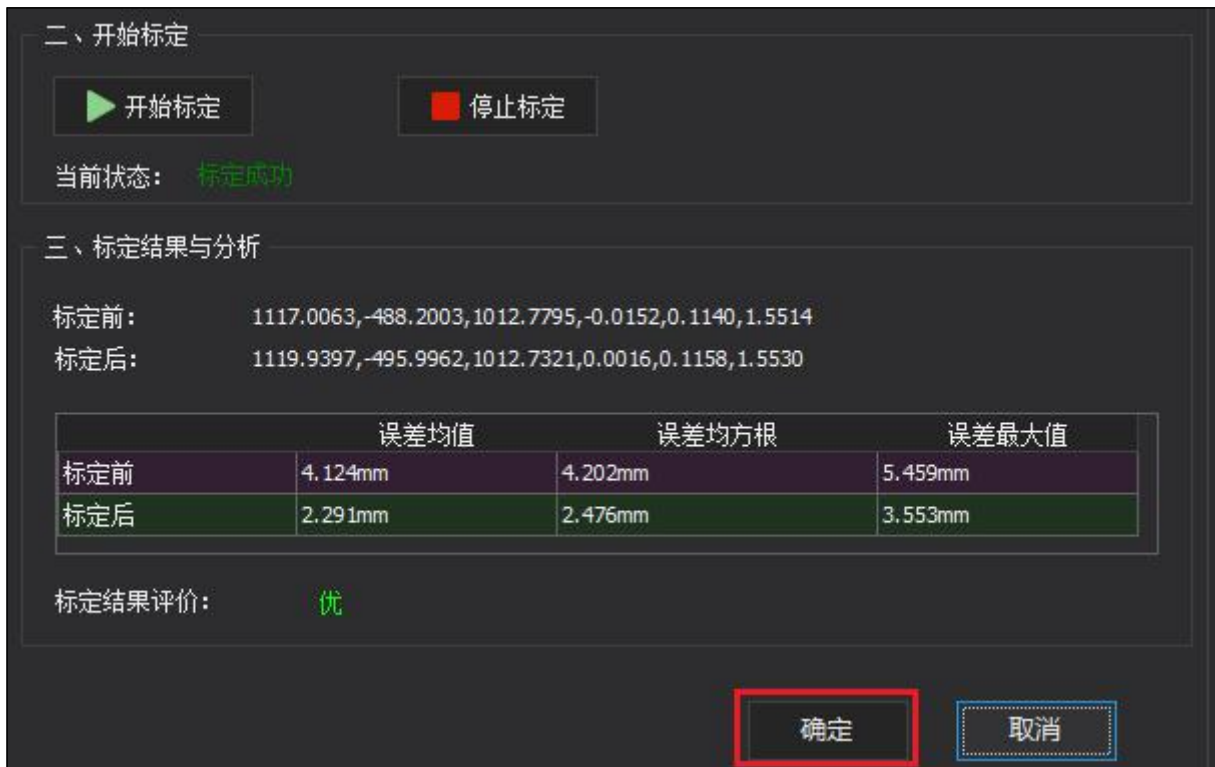 二、开始标定
开始标定 停止标定
当前状态： 标定成功
三、标定结果与分析
标定前： 1117.0063,-488.2003,1012.7795,-0.0152,0.1140,1.5514
标定后： 1119.9397,-495.9962,1012.7321,0.0016,0.1158,1.5530
误差均值 误差均方根 误差最大值
标定前 4.124mm 4.202mm 5.459mm
标定后 2.291mm 2.476mm 3.553mm
标定结果评价： 优
确定 取消